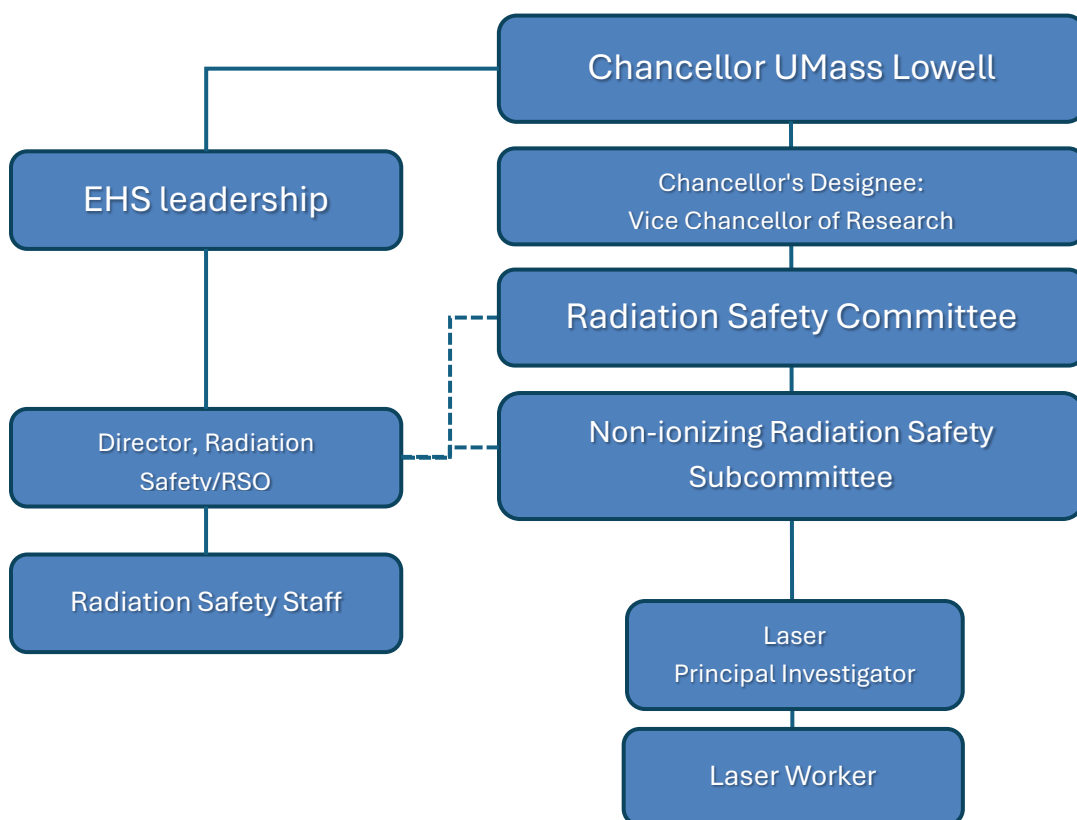 Chancellor UMass Lowell
EHS leadership
Chancellor's Designee:
Vice Chancellor of Research
Radiation Safety Committee
Director, Radiation
Safety/RSO
Non-ionizing Radiation Safety
Subcommittee
Radiation Safety Staff
Laser
Principal Investigator
Laser Worker